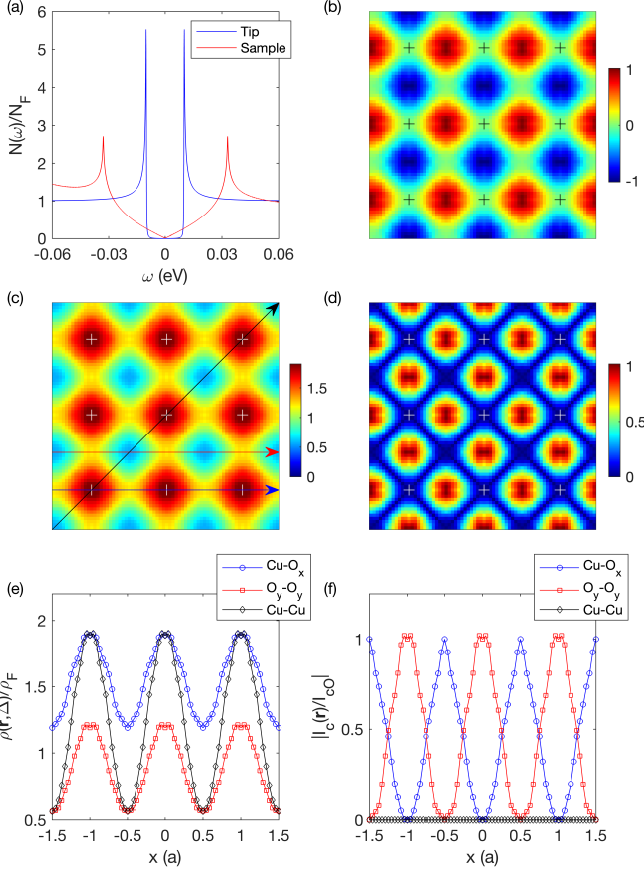 (a)
6
5
4
3
2
1
0
N(ω)/N_F
Tip
Sample
-0.06
-0.03
0
0.03
0.06
ω (eV)
(b)
1
0
-1
(c)
1.5
1
0.5
0
(d)
1
0.5
0
(e)
Cu-O_x
O_y-O_y
Cu-Cu
2
1.5
1
0.5
ρ(r,Δ)/ρ_F
-1.5
-1
-0.5
0
0.5
1
1.5
x (a)
(f)
Cu-O_x
O_y-O_y
Cu-Cu
1
0.5
0
|I_c(r)/I_cO|
-1.5
-1
-0.5
0
0.5
1
1.5
x (a)